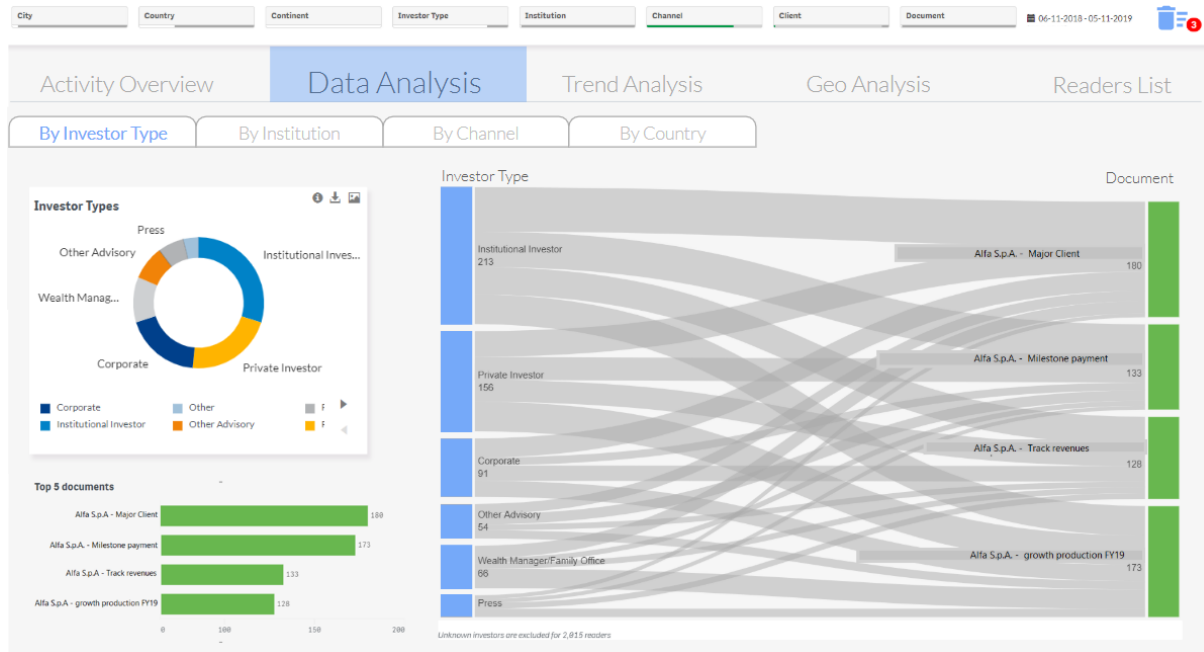 City Country Continent Investor Type Institution Channel Client Document 06-11-2018 - 05-11-2019 3
Activity Overview Data Analysis Trend Analysis Geo Analysis Readers List
By Investor Type By Institution By Channel By Country
Investor Types
Press
Other Advisory
Institutional Inves...
Wealth Manag...
Corporate
Private Investor
Corporate Other F
Institutional Investor Other Advisory F
Top 5 documents
Alfa S.p.A - Major Client 180
Alfa S.p.A. - Milestone payment 173
Alfa S.p.A - Track revenues 133
Alfa S.p.A - growth production FY19 128
0 100 150 200
Investor Type Document
Institutional Investor
213
Private Investor
156
Corporate
91
Other Advisory
54
Wealth Manager/Family Office
66
Press
Alfa S.p.A. - Major Client
180
Alfa S.p.A. - Milestone payment
133
Alfa S.p.A. - Track revenues
128
Alfa S.p.A. - growth production FY19
173
Unknown investors are excluded for 2,015 readers